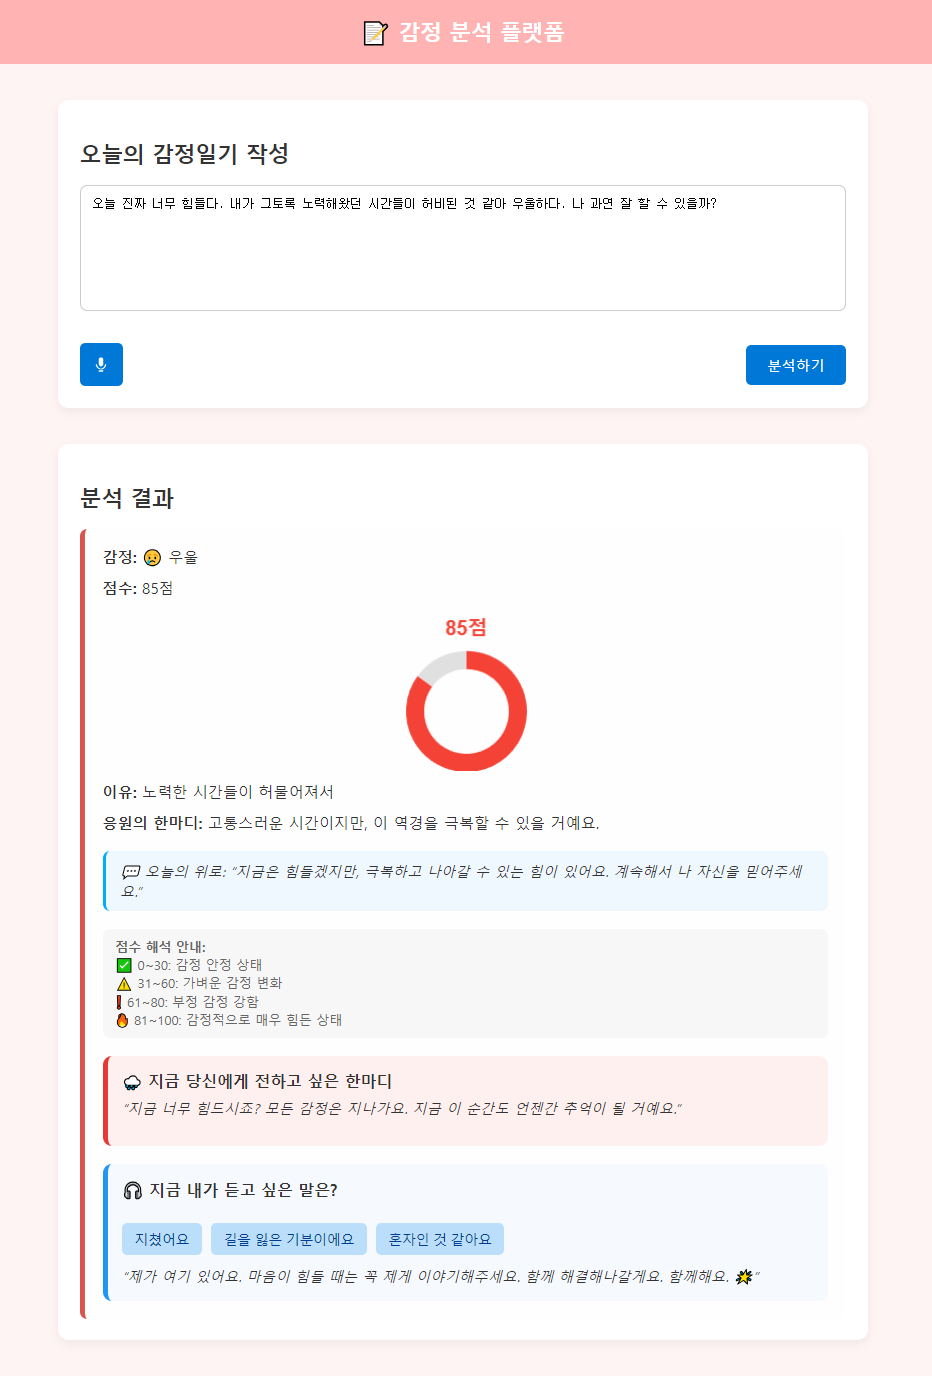 📝 감정 분석 플랫폼
오늘의 감정일기 작성
오늘 진짜 너무 힘들다. 내가 그토록 노력해왔던 시간들이 허비된 것 같아 우울하다. 나 과연 잘 할 수 있을까?
분석하기
분석 결과
감정: 😥 우울
점수: 85점
85점
이유: 노력한 시간들이 허물어져서
응원의 한마디: 고통스러운 시간이지만, 이 역경을 극복할 수 있을 거예요.
💬 오늘의 위로: “지금은 힘들겠지만, 극복하고 나아갈 수 있는 힘이 있어요. 계속해서 나 자신을 믿어주세
요.”
점수 해석 안내:
✅ 0~30: 감정 안정 상태
⚠️ 31~60: 가벼운 감정 변화
❗ 61~80: 부정 감정 강함
🔥 81~100: 감정적으로 매우 힘든 상태
🌧 지금 당신에게 전하고 싶은 한마디
“지금 너무 힘드시죠? 모든 감정은 지나가요. 지금 이 순간도 언젠간 추억이 될 거예요.”
🎧 지금 내가 듣고 싶은 말은?
지쳤어요 길을 잃은 기분이에요 혼자인 것 같아요
“제가 여기 있어요. 마음이 힘들 때는 꼭 제게 이야기해주세요. 함께 해결해나갈게요. 함께해요. 🌟”